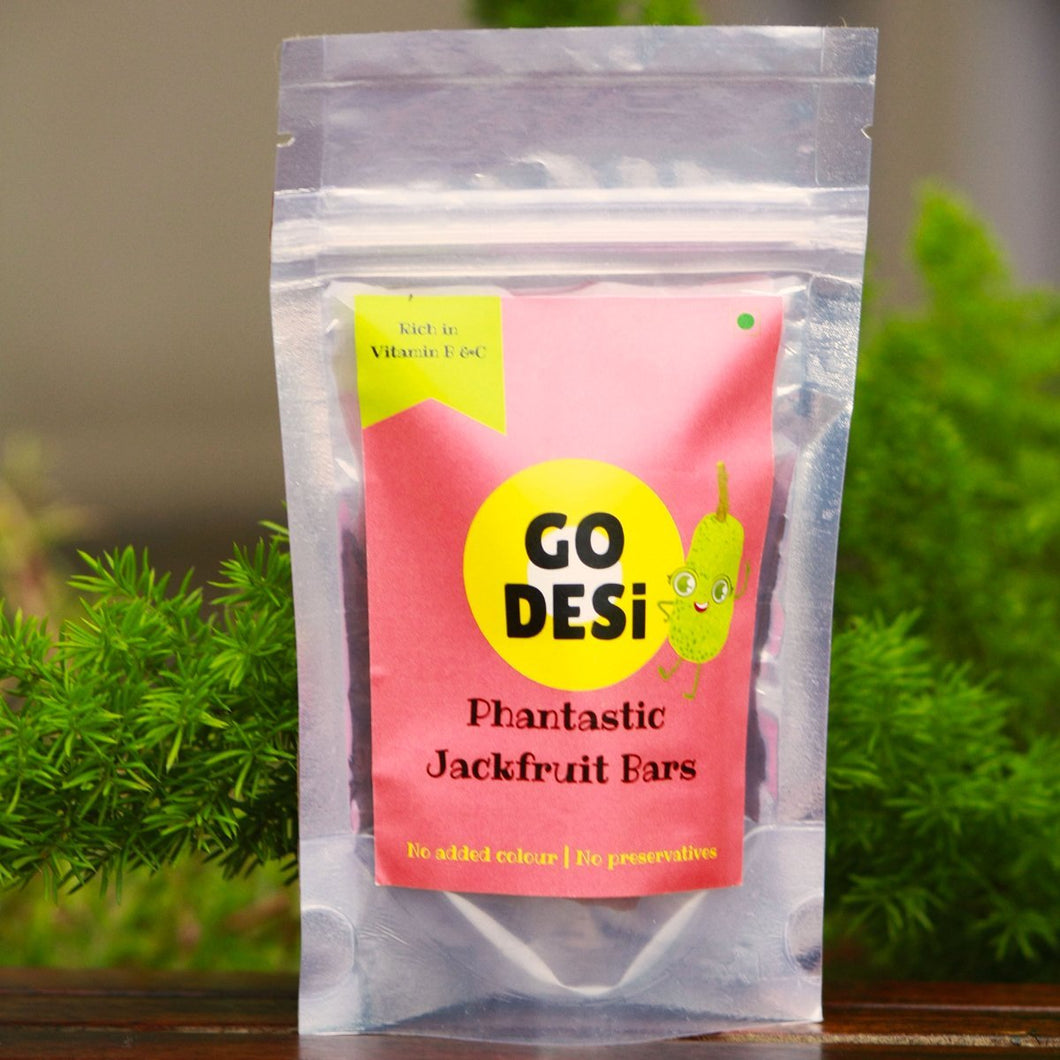 Rich in
Vitamin B & C
GO
DESi
Phantastic
Jackfruit Bars
No added colour | No preservatives